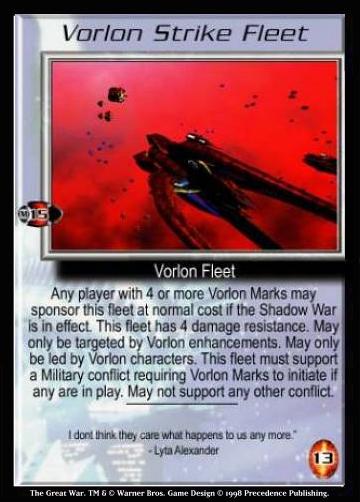 Vorlon Strike Fleet
M 15
Vorlon Fleet
Any player with 4 or more Vorlon Marks may
sponsor this fleet at normal cost if the Shadow War
is in effect. This fleet has 4 damage resistance. May
only be targeted by Vorlon enhancements. May only
be led by Vorlon characters. This fleet must support
a Military conflict requiring Vorlon Marks to initiate if
any are in play. May not support any other conflict.
I dont think they care what happens to us any more."
- Lyta Alexander
13
The Great War. TM & © Warner Bros. Game Design © 1998 Precedence Publishing.